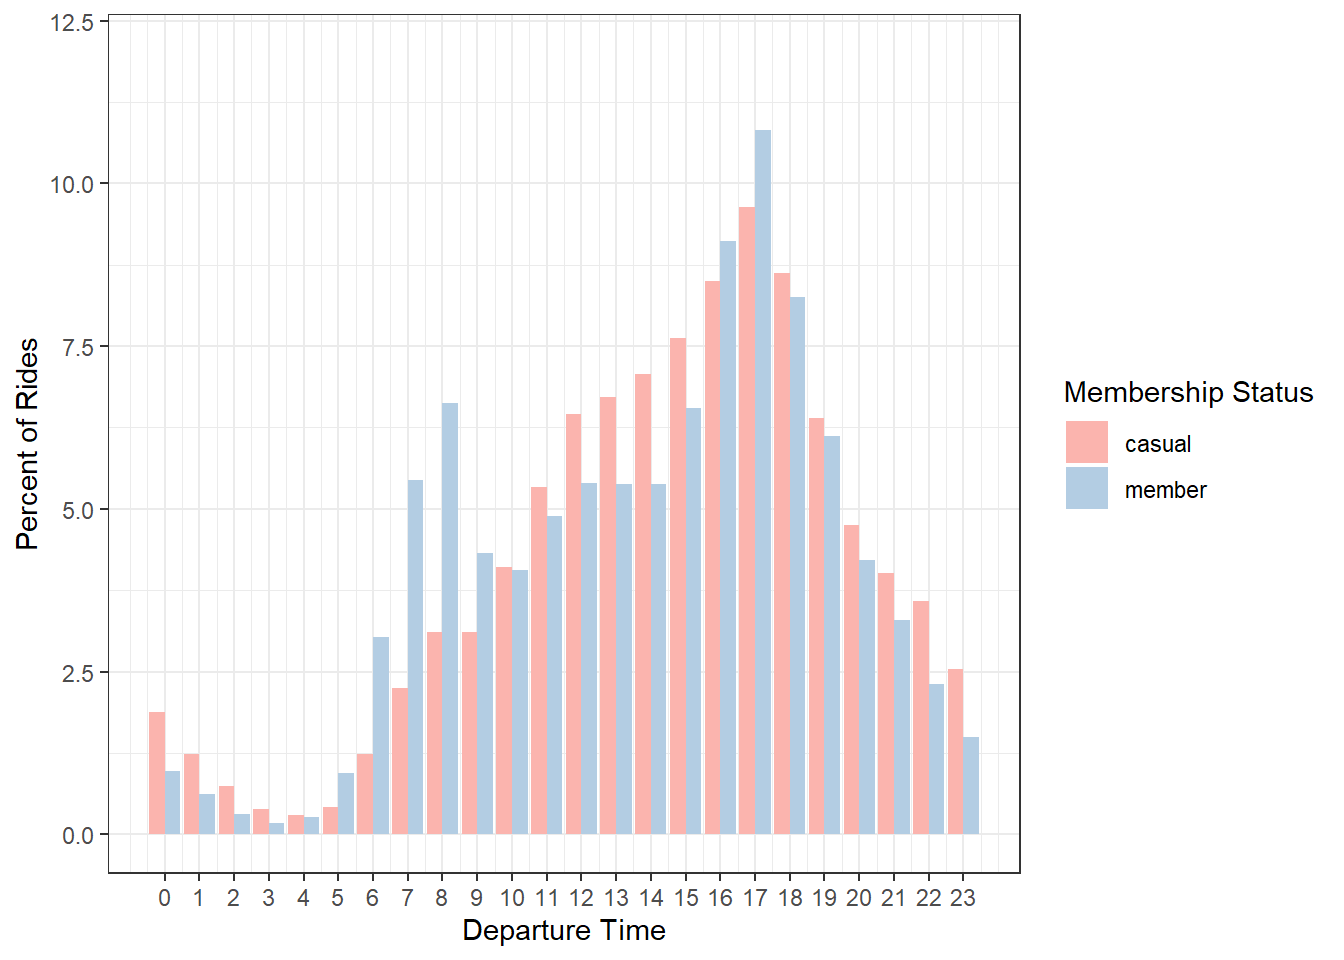 12.5
10.0
7.5
5.0
2.5
0.0
Percent of Rides
0 1 2 3 4 5 6 7 8 9 10 11 12 13 14 15 16 17 18 19 20 21 22 23
Departure Time
Membership Status
casual
member